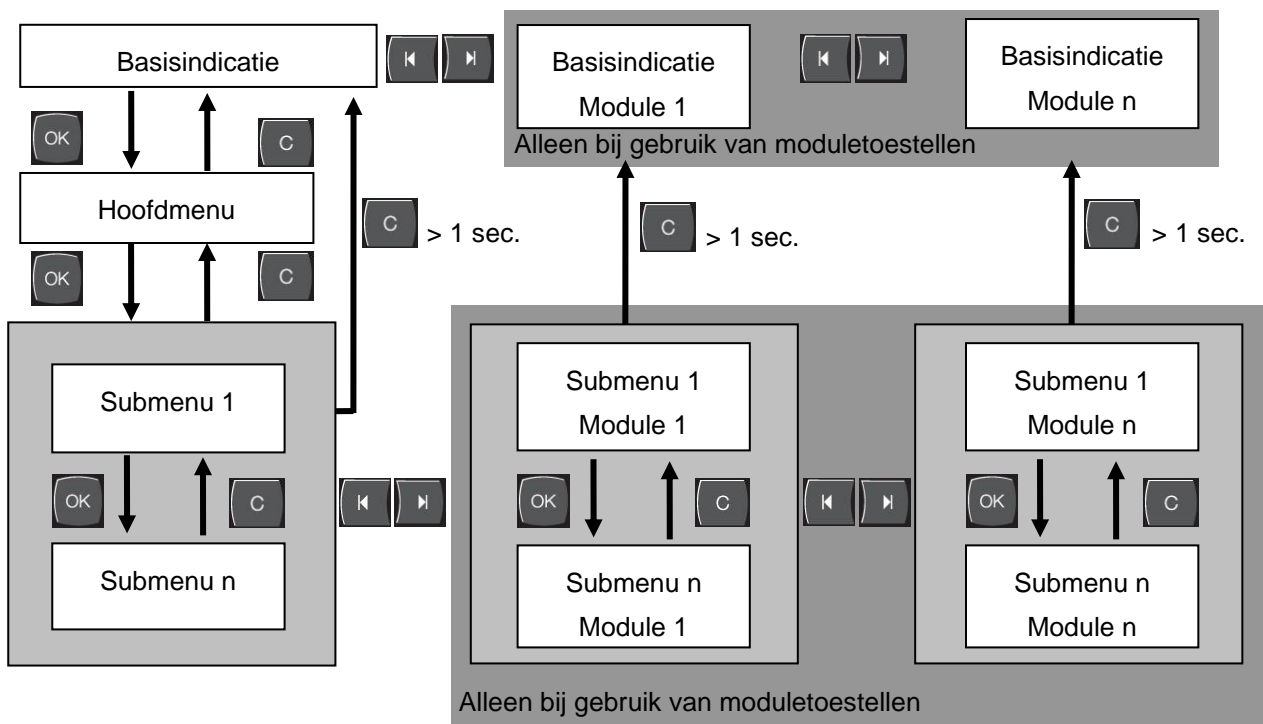 Basisindicatie
Basisindicatie
Module 1
Basisindicatie
Module n
Alleen bij gebruik van moduletoestellen
OK
C
Hoofdmenu
C
> 1 sec.
C
> 1 sec.
C
> 1 sec.
OK
C
Submenu 1
Submenu 1
Module 1
Submenu 1
Module n
OK
C
OK
C
OK
C
Submenu n
Submenu n
Module 1
Submenu n
Module n
Alleen bij gebruik van moduletoestellen